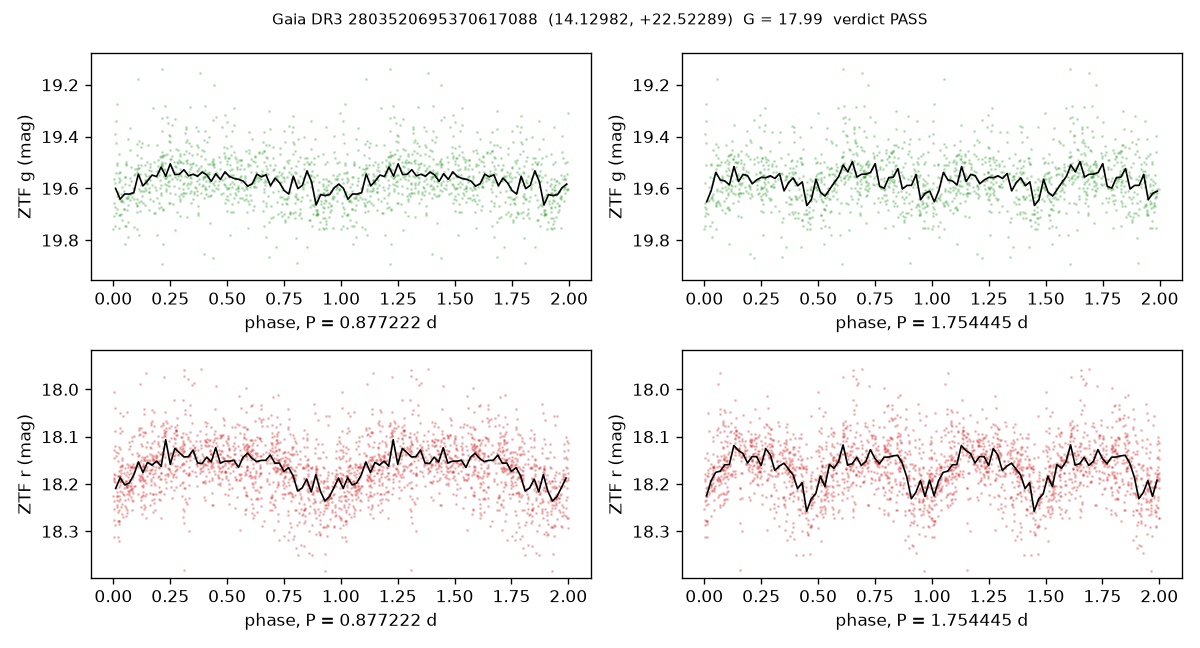 Gaia DR3 2803520695370617088 (14.12982, +22.52289) G = 17.99 verdict PASS
ZTF g (mag)
19.2
19.4
19.6
19.8
0.00 0.25 0.50 0.75 1.00 1.25 1.50 1.75 2.00
phase, P = 0.877222 d
ZTF g (mag)
19.2
19.4
19.6
19.8
0.00 0.25 0.50 0.75 1.00 1.25 1.50 1.75 2.00
phase, P = 1.754445 d
ZTF r (mag)
18.0
18.1
18.2
18.3
0.00 0.25 0.50 0.75 1.00 1.25 1.50 1.75 2.00
phase, P = 0.877222 d
ZTF r (mag)
18.0
18.1
18.2
18.3
0.00 0.25 0.50 0.75 1.00 1.25 1.50 1.75 2.00
phase, P = 1.754445 d